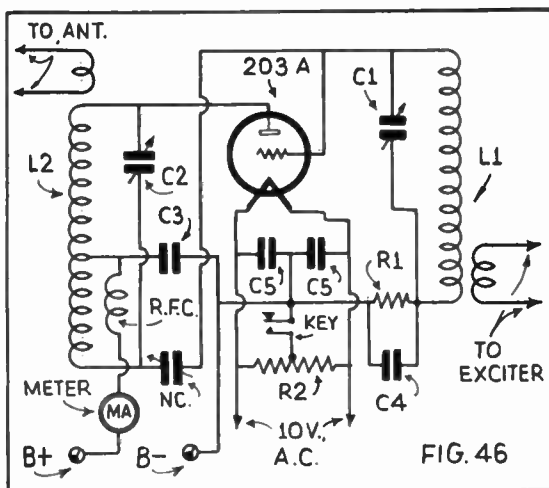 TO, ANT.
203 A
C1
L2
C2
L1
C3
R1
C5
C5
R.F.C.
KEY
TO
EXCITER
METER
MA
N.C.
R2
C4
10V.,
A.C.
B+
B-
FIG. 46